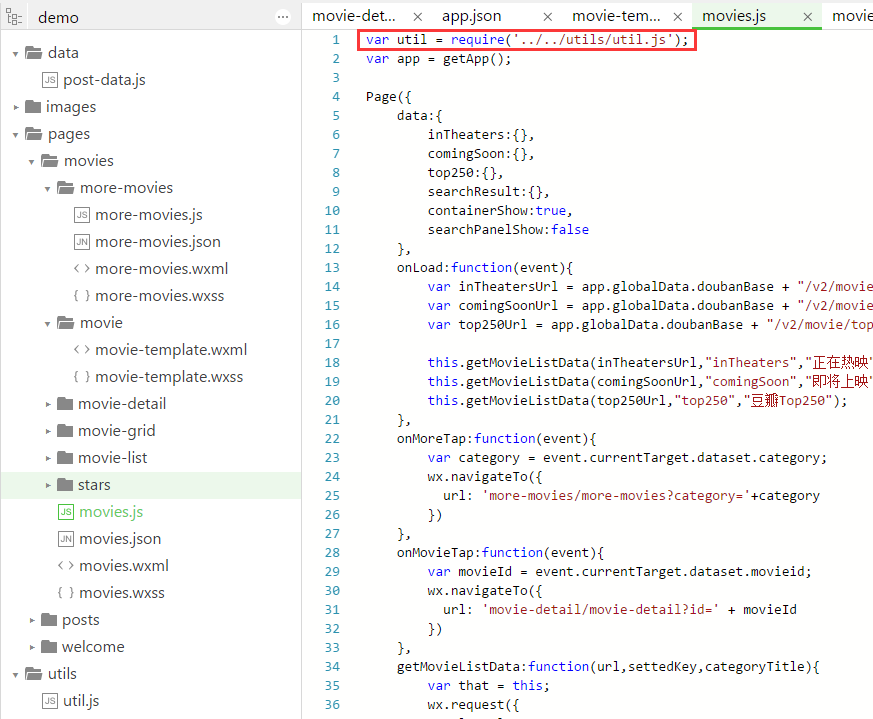 demo
data
JS post-data.js
images
pages
movies
more-movies
JS more-movies.js
JN more-movies.json
< > more-movies.wxml
{ } more-movies.wxss
movie
< > movie-template.wxml
{ } movie-template.wxss
movie-detail
movie-grid
movie-list
stars
JS movies.js
JN movies.json
< > movies.wxml
{ } movies.wxss
posts
welcome
utils
JS util.js
movie-det... × app.json × movie-tem... × movies.js × movie
1 var util = require('../../utils/util.js');
2 var app = getApp();
3
4 Page({
5 data:{
6 inTheaters:{},
7 comingSoon:{},
8 top250:{},
9 searchResult:{},
10 containerShow:true,
11 searchPanelShow:false
12 },
13 onLoad:function(event){
14 var inTheatersUrl = app.globalData.doubanBase + "/v2/movie
15 var comingSoonUrl = app.globalData.doubanBase + "/v2/movie
16 var top250Url = app.globalData.doubanBase + "/v2/movie/top
17
18 this.getMovieListData(inTheatersUrl,"inTheaters","正在热映"
19 this.getMovieListData(comingSoonUrl,"comingSoon","即将上映"
20 this.getMovieListData(top250Url,"top250","豆瓣Top250");
21 },
22 onMoreTap:function(event){
23 var category = event.currentTarget.dataset.category;
24 wx.navigateTo({
25 url: 'more-movies/more-movies?category='+category
26 })
27 },
28 onMovieTap:function(event){
29 var movieId = event.currentTarget.dataset.movieid;
30 wx.navigateTo({
31 url: 'movie-detail/movie-detail?id=' + movieId
32 })
33 },
34 getMovieListData:function(url,settedKey,categoryTitle){
35 var that = this;
36 wx.request({